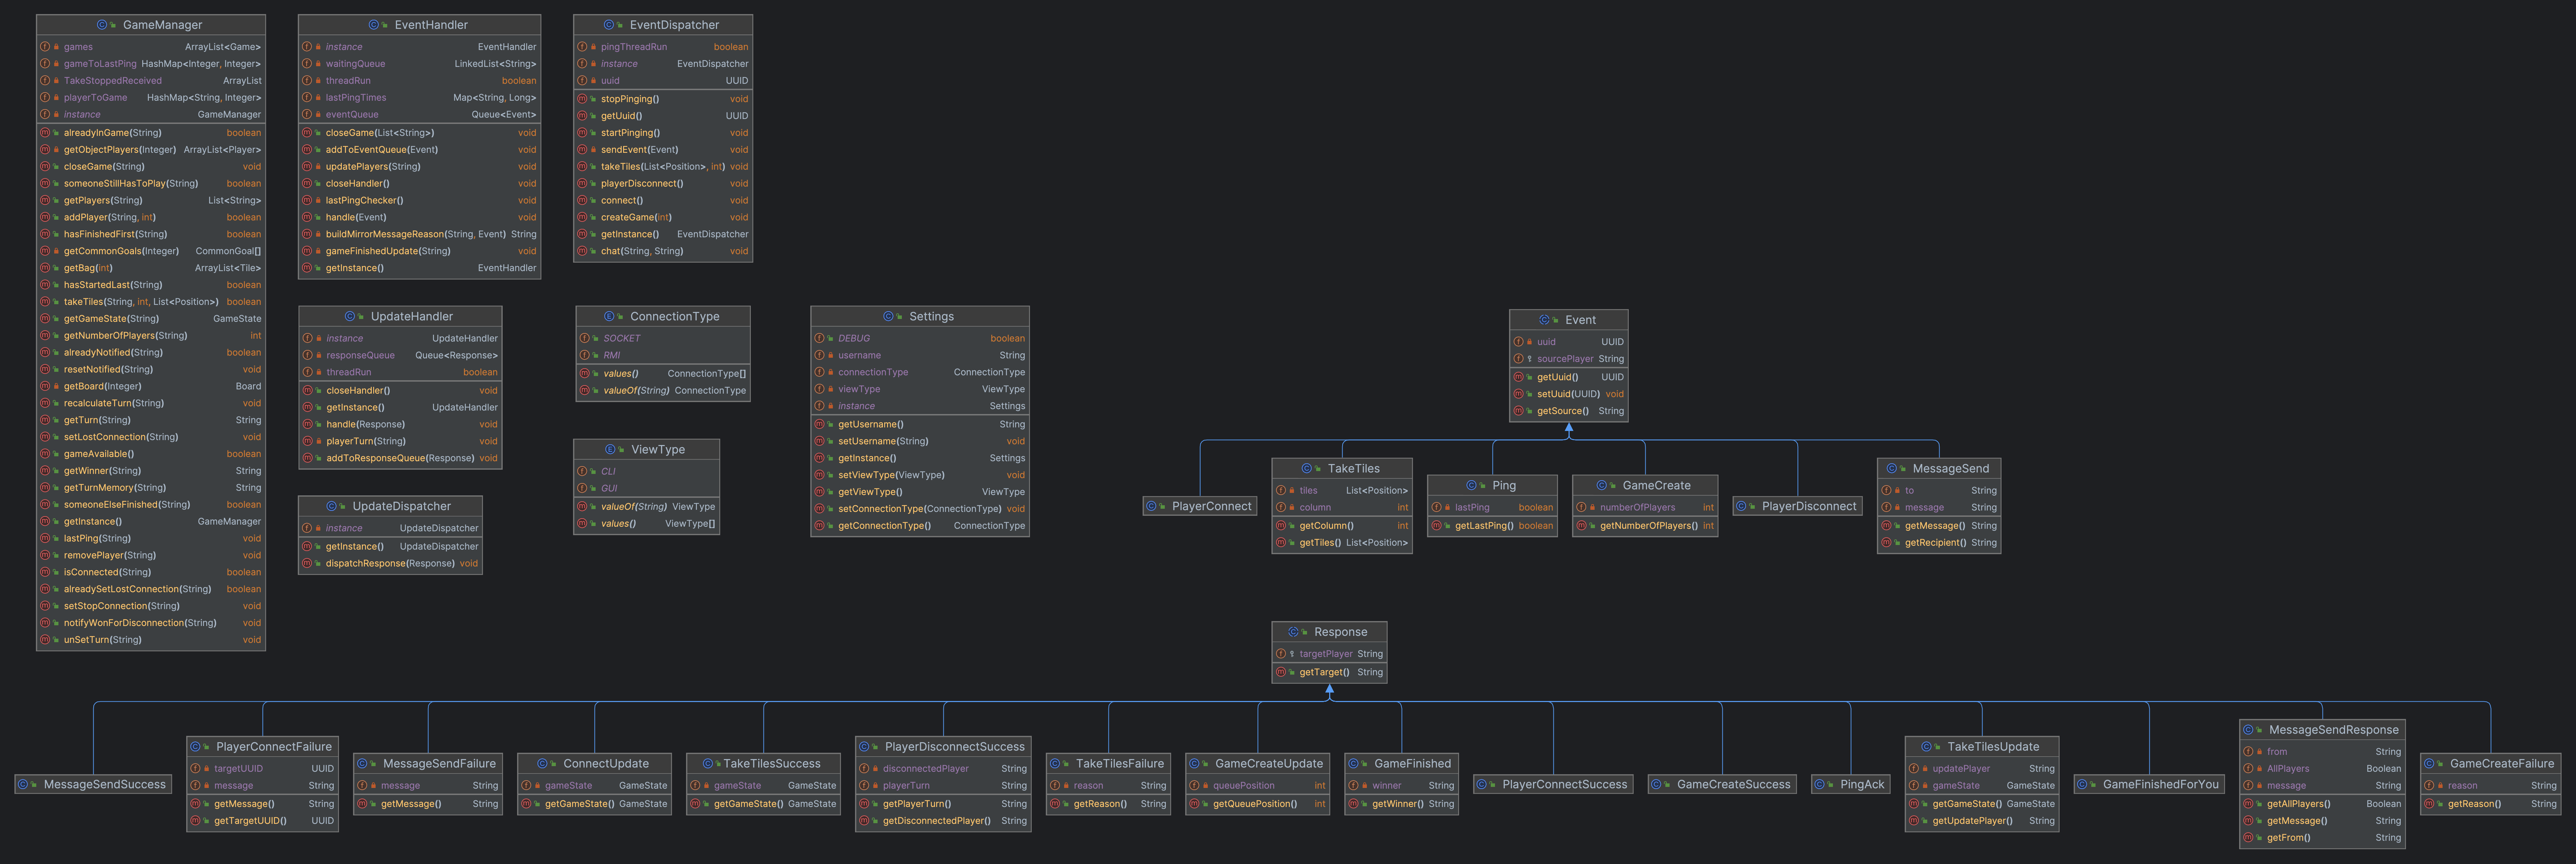 GameManager
games ArrayList<Game>
gameToLastPing HashMap<Integer, Integer>
TakeStoppedReceived ArrayList
playerToGame HashMap<String, Integer>
instance GameManager
alreadyInGame(String) boolean
getObjectPlayers(Integer) ArrayList<Player>
closeGame(String) void
someoneStillHasToPlay(String) boolean
getPlayers(String) List<String>
addPlayer(String, int) boolean
hasFinishedFirst(String) boolean
getCommonGoals(Integer) CommonGoal[]
getBag(int) ArrayList<Tile>
hasStartedLast(String) boolean
takeTiles(String, int, List<Position>) boolean
getGameState(String) GameState
getNumberOfPlayers(String) int
alreadyNotified(String) boolean
resetNotified(String) void
getBoard(Integer) Board
recalculateTurn(String) void
getTurn(String) String
setLostConnection(String) void
gameAvailable() boolean
getWinner(String) String
getTurnMemory(String) String
someoneElseFinished(String) boolean
getInstance() GameManager
lastPing(String) void
removePlayer(String) void
isConnected(String) boolean
alreadySetLostConnection(String) boolean
setStopConnection(String) void
notifyWonForDisconnection(String) void
unSetTurn(String) void
EventHandler
instance EventHandler
waitingQueue LinkedList<String>
threadRun boolean
lastPingTimes Map<String, Long>
eventQueue Queue<Event>
closeGame(List<String>) void
addToEventQueue(Event) void
updatePlayers(String) void
closeHandler() void
lastPingChecker() void
handle(Event) void
buildMirrorMessageReason(String, Event) String
gameFinishedUpdate(String) void
getInstance() EventHandler
EventDispatcher
pingThreadRun boolean
instance EventDispatcher
uuid UUID
stopPinging() void
getUuid() UUID
startPinging() void
sendEvent(Event) void
takeTiles(List<Position>, int) void
playerDisconnect() void
connect() void
createGame(int) void
getInstance() EventDispatcher
chat(String, String) void
UpdateHandler
instance UpdateHandler
responseQueue Queue<Response>
threadRun boolean
closeHandler() void
getInstance() UpdateHandler
handle(Response) void
playerTurn(String) void
addToResponseQueue(Response) void
ConnectionType
SOCKET
RMI
values() ConnectionType[]
valueOf(String) ConnectionType
Settings
DEBUG boolean
username String
connectionType ConnectionType
viewType ViewType
instance Settings
getUsername() String
setUsername(String) void
getInstance() Settings
setViewType(ViewType) void
getViewType() ViewType
setConnectionType(ConnectionType) void
getConnectionType() ConnectionType
ViewType
CLI
GUI
valueOf(String) ViewType
values() ViewType[]
UpdateDispatcher
instance UpdateDispatcher
getInstance() UpdateDispatcher
dispatchResponse(Response) void
Event
uuid UUID
sourcePlayer String
getUuid() UUID
setUuid(UUID) void
getSource() String
PlayerConnect
TakeTiles
tiles List<Position>
column int
getColumn() int
getTiles() List<Position>
Ping
lastPing boolean
getLastPing() boolean
GameCreate
numberOfPlayers int
getNumberOfPlayers() int
PlayerDisconnect
MessageSend
to String
message String
getMessage() String
getRecipient() String
Response
targetPlayer String
getTarget() String
MessageSendSuccess
PlayerConnectFailure
targetUUID UUID
message String
getMessage() String
getTargetUUID() UUID
MessageSendFailure
message String
getMessage() String
ConnectUpdate
gameState GameState
getGameState() GameState
TakeTilesSuccess
gameState GameState
getGameState() GameState
PlayerDisconnectSuccess
disconnectedPlayer String
playerTurn String
getPlayerTurn() String
getDisconnectedPlayer() String
TakeTilesFailure
reason String
getReason() String
GameCreateUpdate
queuePosition int
getQueuePosition() int
GameFinished
winner String
getWinner() String
PlayerConnectSuccess
GameCreateSuccess
PingAck
TakeTilesUpdate
updatePlayer String
gameState GameState
getGameState() GameState
getUpdatePlayer() String
GameFinishedForYou
MessageSendResponse
from String
AllPlayers Boolean
message String
getAllPlayers() Boolean
getMessage() String
getFrom() String
GameCreateFailure
reason String
getReason() String